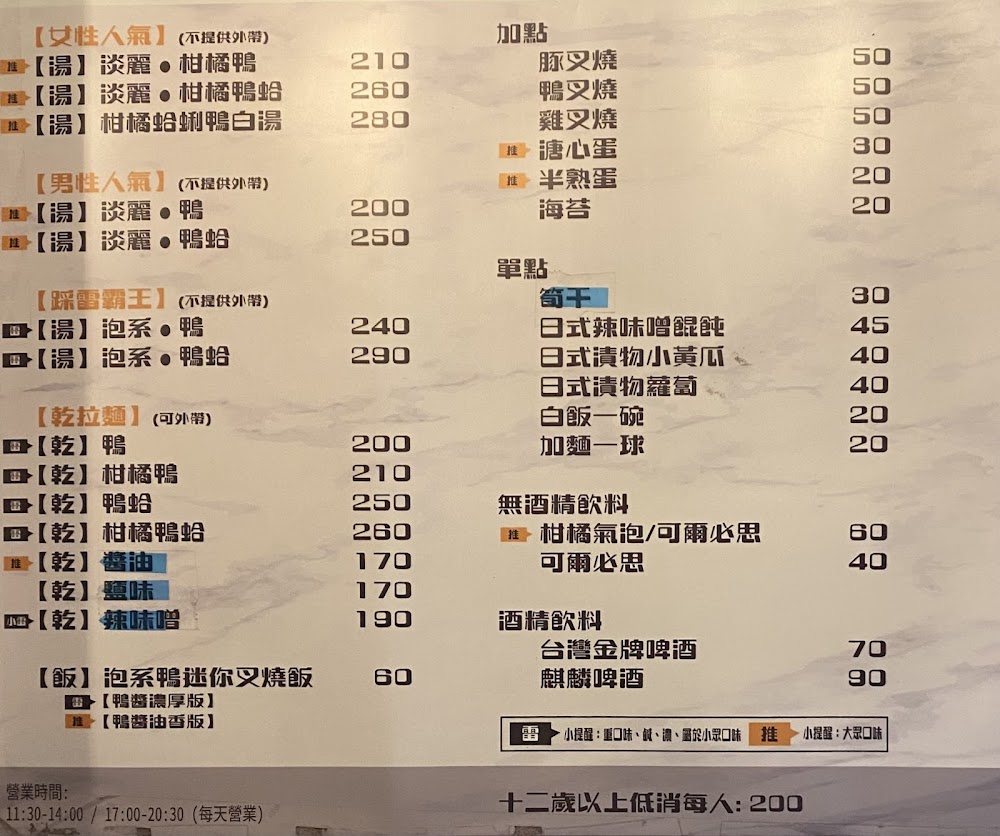 【女性人氣】(不提供外帶)
推【湯】淡麗●柑橘鴨 210
推【湯】淡麗●柑橘鴨蛤 260
推【湯】柑橘蛤蜊鴨白湯 280
【男性人氣】(不提供外帶)
推【湯】淡麗●鴨 200
推【湯】淡麗●鴨蛤 250
【踩雷霸王】(不提供外帶)
雷【湯】泡系●鴨 240
雷【湯】泡系●鴨蛤 290
【乾拉麵】(可外帶)
雷【乾】鴨 200
雷【乾】柑橘鴨 210
雷【乾】鴨蛤 250
雷【乾】柑橘鴨蛤 260
推【乾】醬油 170
【乾】鹽味 170
小雷【乾】辣味噌 190
【飯】泡系鴨迷你叉燒飯 60
雷【鴨醬濃厚版】
推【鴨醬油香版】
加點
豚叉燒 50
鴨叉燒 50
雞叉燒 50
推 溏心蛋 30
推 半熟蛋 20
海苔 20
單點
筍干 30
日式辣味噌餛飩 45
日式漬物小黃瓜 40
日式漬物蘿蔔 40
白飯一碗 20
加麵一球 20
無酒精飲料
推 柑橘氣泡/可爾必思 60
可爾必思 40
酒精飲料
台灣金牌啤酒 70
麒麟啤酒 90
雷 小提醒：重口味、鹹、濃、屬於小眾口味 推 小提醒：大眾口味
營業時間:
11:30-14:00 / 17:00-20:30 (每天營業)
十二歲以上低消每人: 200